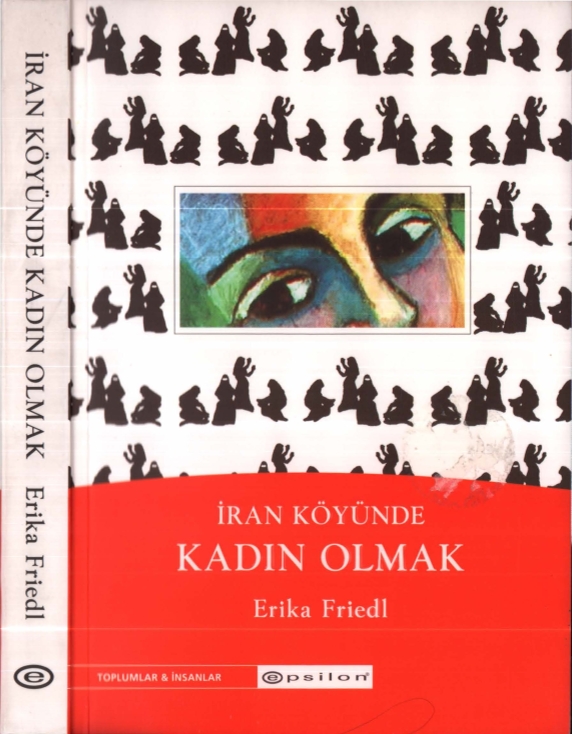 İRAN KÖYÜNDE KADIN OLMAK Erika Friedl
e
İRAN KÖYÜNDE
KADIN OLMAK
Erika Friedl
TOPLUMLAR & İNSANLAR
epsilon®